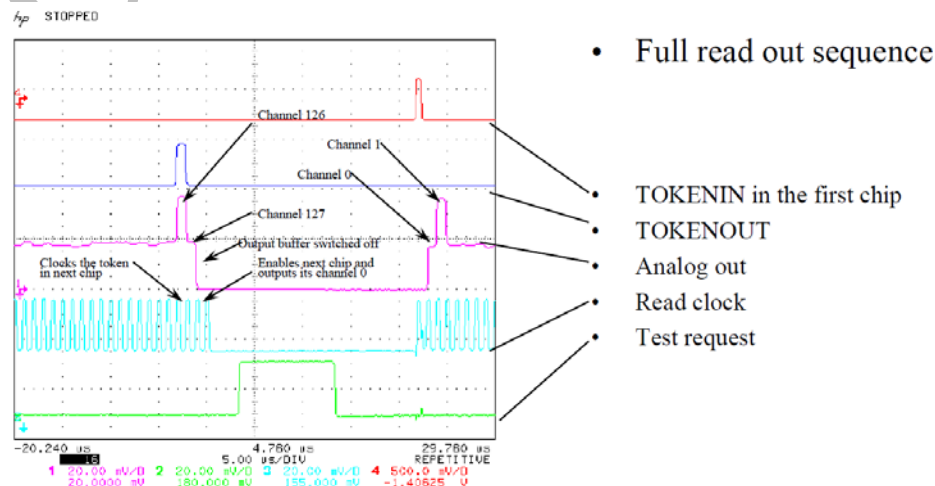 hp STOPPED
• Full read out sequence
Channel 126
Channel 1
Channel 0
Channel 127
Output buffer switched off
Clocks the token
in next chip
Enables next chip and
outputs its channel 0
• TOKENIN in the first chip
• TOKENOUT
• Analog out
• Read clock
• Test request
-20.240 us 4.760 us 29.760 us
16 5.00 us/DIV REPETITIVE
1 20.00 mV/D 2 20.00 mV/D 3 20.00 mV/D 4 500.0 mV/D
20.0000 mV 180.000 mV 155.000 mV -1.40625 V